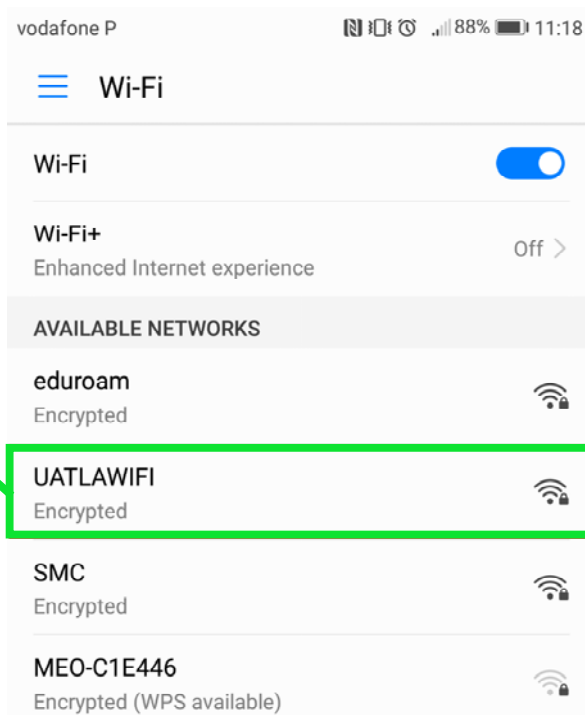 vodafone P 88% 11:18
Wi-Fi
Wi-Fi
Wi-Fi+
Off
Enhanced Internet experience
AVAILABLE NETWORKS
eduroam
Encrypted
UATLAWIFI
Encrypted
SMC
Encrypted
MEO-C1E446
Encrypted (WPS available)